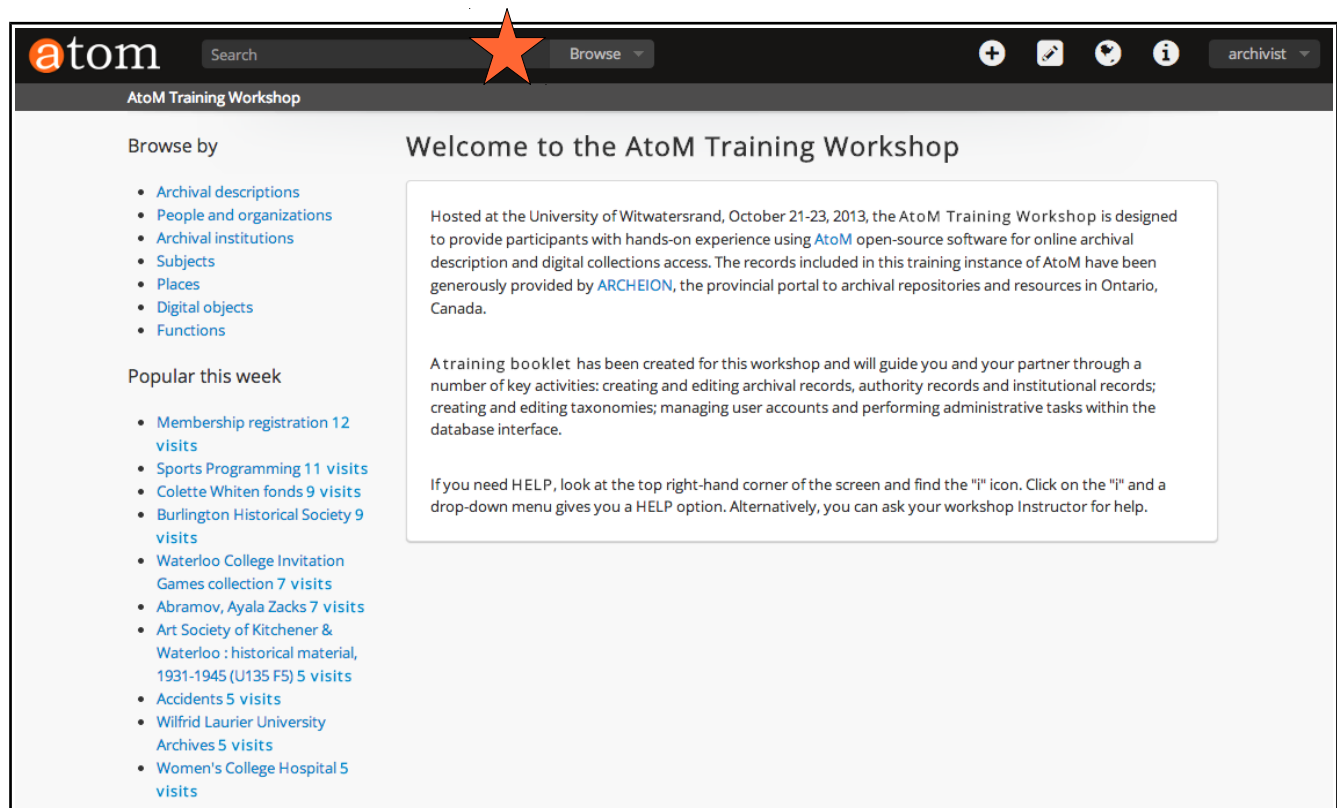 atom Search Browse i archivist
AtoM Training Workshop
Browse by
Archival descriptions
People and organizations
Archival institutions
Subjects
Places
Digital objects
Functions
Popular this week
Membership registration 12
visits
Sports Programming 11 visits
Colette Whiten fonds 9 visits
Burlington Historical Society 9
visits
Waterloo College Invitation
Games collection 7 visits
Abramov, Ayala Zacks 7 visits
Art Society of Kitchener &
Waterloo : historical material,
1931-1945 (U135 F5) 5 visits
Accidents 5 visits
Wilfrid Laurier University
Archives 5 visits
Women's College Hospital 5
visits
Welcome to the AtoM Training Workshop
Hosted at the University of Witwatersrand, October 21-23, 2013, the AtoM Training Workshop is designed
to provide participants with hands-on experience using AtoM open-source software for online archival
description and digital collections access. The records included in this training instance of AtoM have been
generously provided by ARCHEION, the provincial portal to archival repositories and resources in Ontario,
Canada.
A training booklet has been created for this workshop and will guide you and your partner through a
number of key activities: creating and editing archival records, authority records and institutional records;
creating and editing taxonomies; managing user accounts and performing administrative tasks within the
database interface.
If you need HELP, look at the top right-hand corner of the screen and find the "i" icon. Click on the "i" and a
drop-down menu gives you a HELP option. Alternatively, you can ask your workshop Instructor for help.